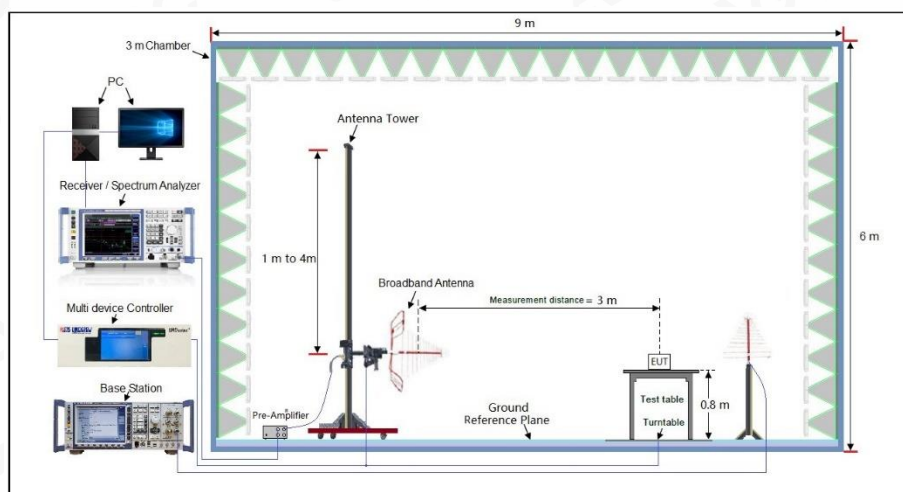 9 m
3 m Chamber
PC
Antenna Tower
Receiver / Spectrum Analyzer
6 m
1 m to 4m
Broadband Antenna
Measurement distance = 3 m
Multi device Controller
EUT
Base Station
Test table
0.8 m
Ground
Reference Plane
Turntable
Pre-Amplifier